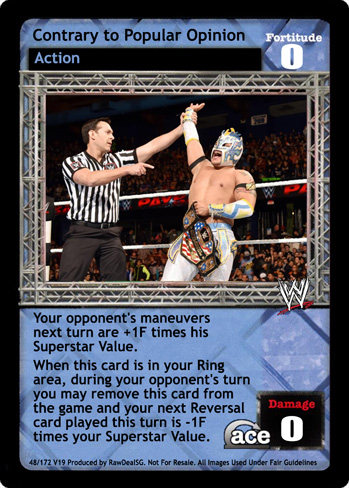 Contrary to Popular Opinion
Fortitude
0
Action
PAYB
W
Your opponent's maneuvers
next turn are +1F times his
Superstar Value.
When this card is in your Ring
area, during your opponent's turn
you may remove this card from
the game and your next Reversal
card played this turn is -1F
times your Superstar Value.
ace
Damage
0
48/172 V19 Produced by RawDealSG. Not For Resale. All Images Used Under Fair Guidelines